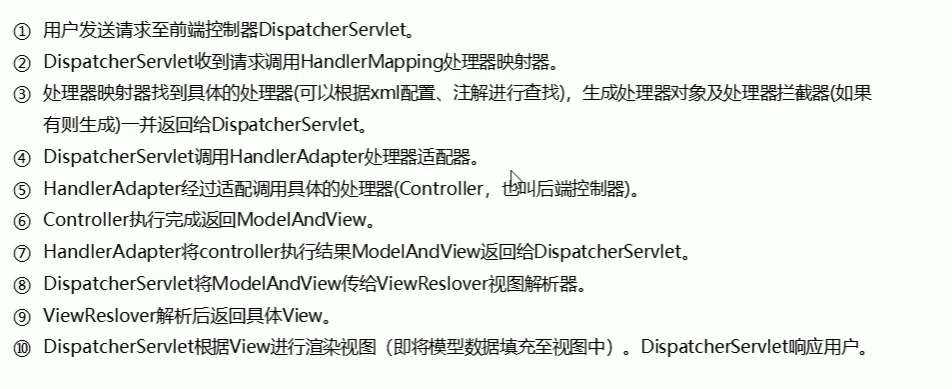 ① 用户发送请求至前端控制器DispatcherServlet。
② DispatcherServlet收到请求调用HandlerMapping处理器映射器。
③ 处理器映射器找到具体的处理器(可以根据xml配置、注解进行查找)，生成处理器对象及处理器拦截器(如果
有则生成)一并返回给DispatcherServlet。
④ DispatcherServlet调用HandlerAdapter处理器适配器。
⑤ HandlerAdapter经过适配调用具体的处理器(Controller，也叫后端控制器)。
⑥ Controller执行完成返回ModelAndView。
⑦ HandlerAdapter将controller执行结果ModelAndView返回给DispatcherServlet。
⑧ DispatcherServlet将ModelAndView传给ViewReslover视图解析器。
⑨ ViewReslover解析后返回具体View。
⑩ DispatcherServlet根据View进行渲染视图（即将模型数据填充至视图中）。DispatcherServlet响应用户。